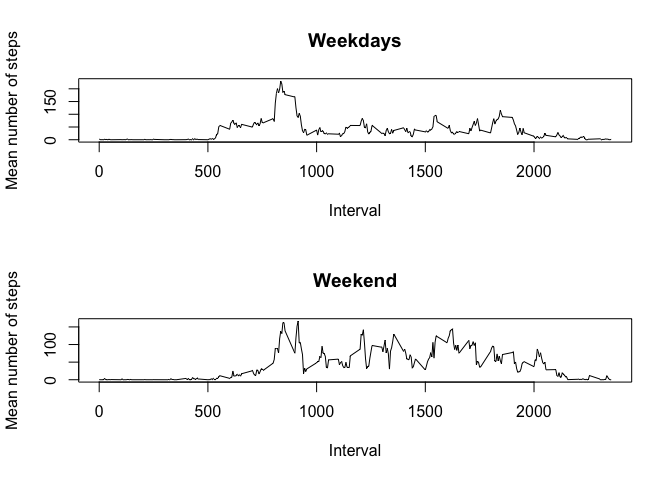 Weekdays
Mean number of steps
150
0
0 500 1000 1500 2000
Interval
Weekend
Mean number of steps
100
0
0 500 1000 1500 2000
Interval